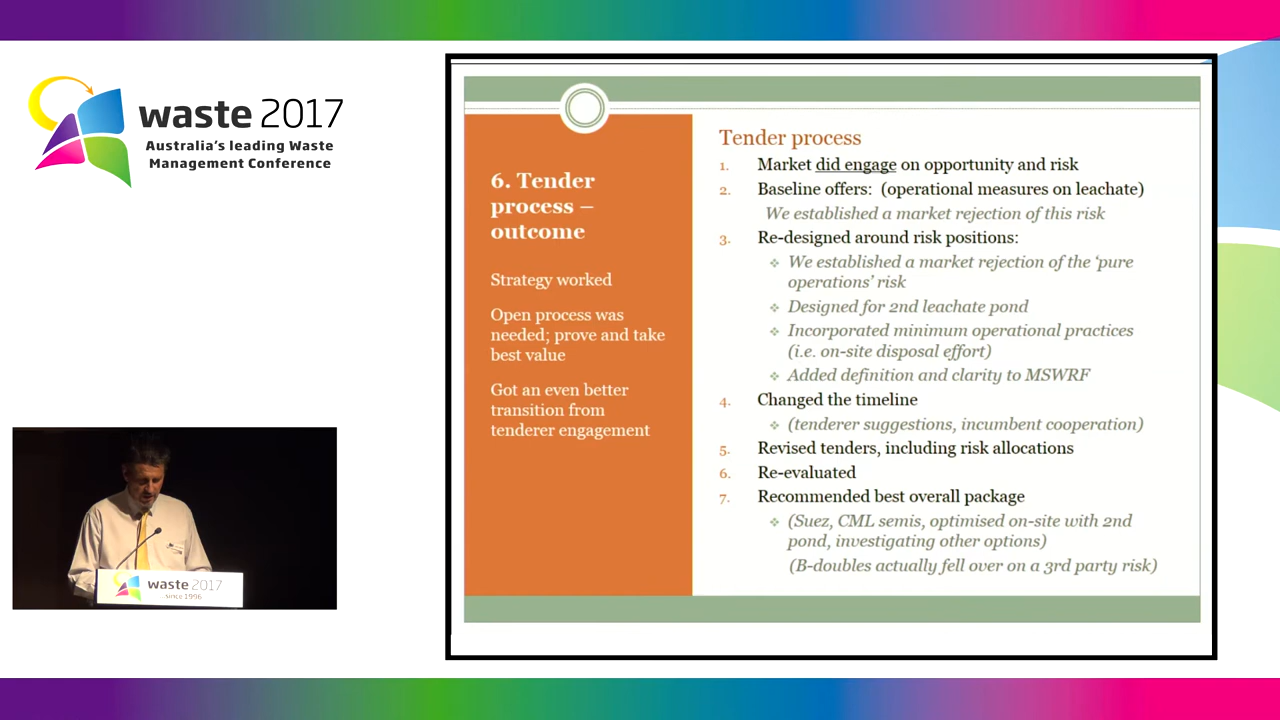 waste 2017
Australia's leading Waste
Management Conference
6. Tender
process –
outcome
Strategy worked
Open process was
needed; prove and take
best value
Got an even better
transition from
tenderer engagement
Tender process
1. Market did engage on opportunity and risk
2. Baseline offers: (operational measures on leachate)
We established a market rejection of this risk
3. Re-designed around risk positions:
❖ We established a market rejection of the 'pure
operations' risk
❖ Designed for 2nd leachate pond
❖ Incorporated minimum operational practices
(i.e. on-site disposal effort)
❖ Added definition and clarity to MSWRF
4. Changed the timeline
❖ (tenderer suggestions, incumbent cooperation)
5. Revised tenders, including risk allocations
6. Re-evaluated
7. Recommended best overall package
❖ (Suez, CML semis, optimised on-site with 2nd
pond, investigating other options)
(B-doubles actually fell over on a 3rd party risk)
waste 2017
since 1996